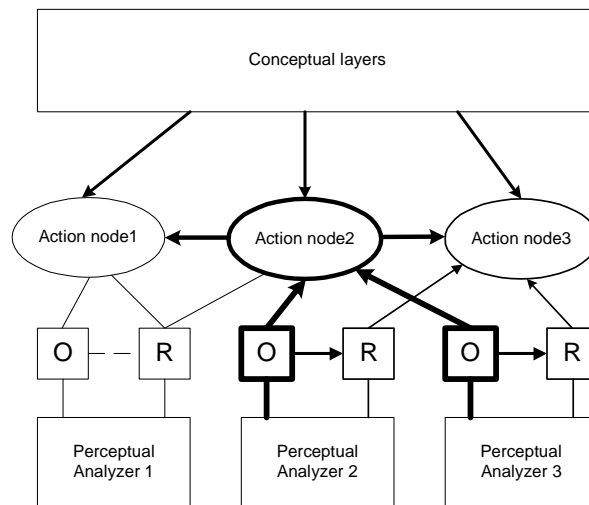 Conceptual layers
Action node1
Action node2
Action node3
O
R
O
R
O
R
Perceptual
Analyzer 1
Perceptual
Analyzer 2
Perceptual
Analyzer 3